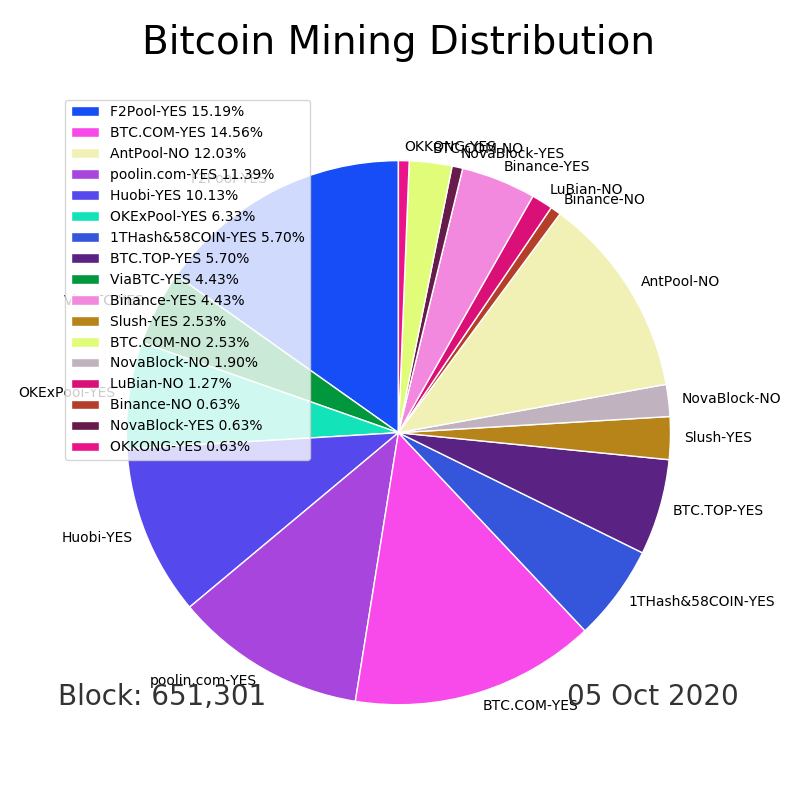 Bitcoin Mining Distribution
F2Pool-YES 15.19%
BTC.COM-YES 14.56%
AntPool-NO 12.03%
poolin.com-YES 11.39%
Huobi-YES 10.13%
OKExPool-YES 6.33%
1THash&58COIN-YES 5.70%
BTC.TOP-YES 5.70%
ViaBTC-YES 4.43%
Binance-YES 4.43%
Slush-YES 2.53%
BTC.COM-NO 2.53%
NovaBlock-NO 1.90%
LuBian-NO 1.27%
Binance-NO 0.63%
NovaBlock-YES 0.63%
OKKONG-YES 0.63%
OKKONG-YES
BTC.COM-NO
NovaBlock-YES
Binance-YES
LuBian-NO
Binance-NO
AntPool-NO
NovaBlock-NO
Slush-YES
BTC.TOP-YES
1THash&58COIN-YES
BTC.COM-YES
poolin.com-YES
Huobi-YES
OKExPool-YES
F2Pool-YES
Block: 651,301
05 Oct 2020